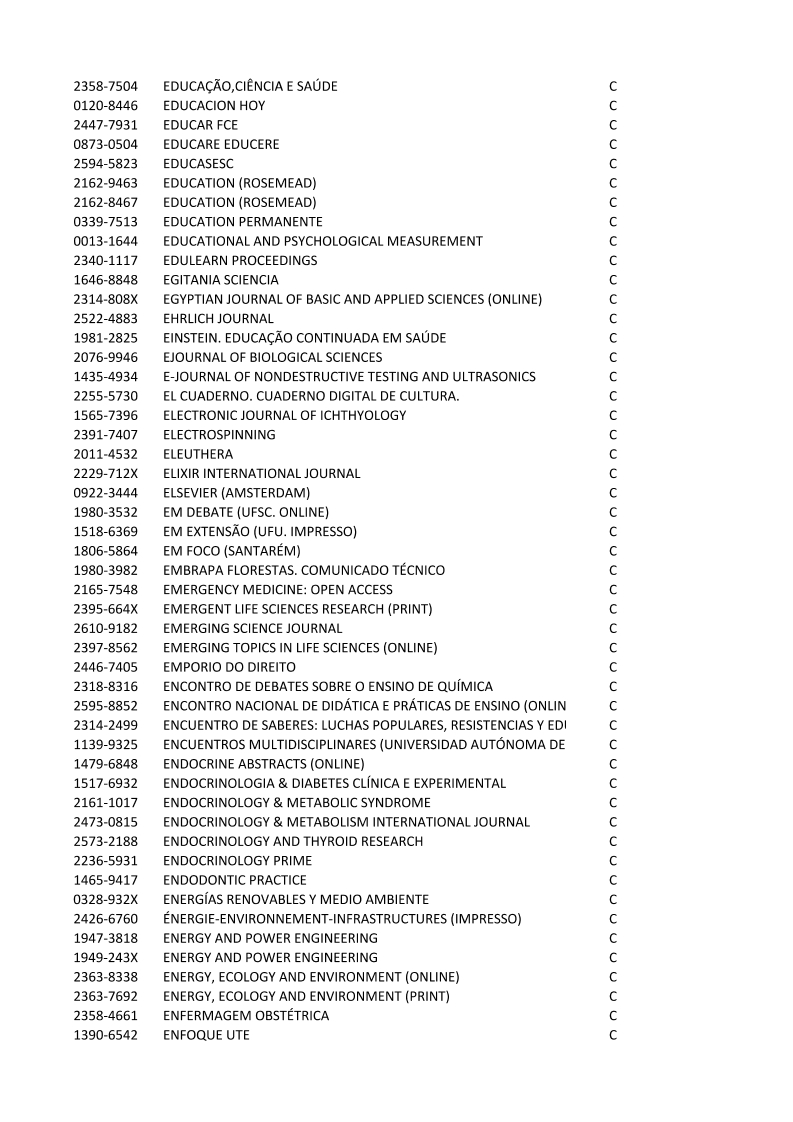 2358-7504 EDUCAÇÃO,CIÊNCIA E SAÚDE C
0120-8446 EDUCACION HOY C
2447-7931 EDUCAR FCE C
0873-0504 EDUCARE EDUCERE C
2594-5823 EDUCASESC C
2162-9463 EDUCATION (ROSEMEAD) C
2162-8467 EDUCATION (ROSEMEAD) C
0339-7513 EDUCATION PERMANENTE C
0013-1644 EDUCATIONAL AND PSYCHOLOGICAL MEASUREMENT C
2340-1117 EDULEARN PROCEEDINGS C
1646-8848 EGITANIA SCIENCIA C
2314-808X EGYPTIAN JOURNAL OF BASIC AND APPLIED SCIENCES (ONLINE) C
2522-4883 EHRLICH JOURNAL C
1981-2825 EINSTEIN. EDUCAÇÃO CONTINUADA EM SAÚDE C
2076-9946 EJOURNAL OF BIOLOGICAL SCIENCES C
1435-4934 E-JOURNAL OF NONDESTRUCTIVE TESTING AND ULTRASONICS C
2255-5730 EL CUADERNO. CUADERNO DIGITAL DE CULTURA. C
1565-7396 ELECTRONIC JOURNAL OF ICHTHYOLOGY C
2391-7407 ELECTROSPINNING C
2011-4532 ELEUTHERA C
2229-712X ELIXIR INTERNATIONAL JOURNAL C
0922-3444 ELSEVIER (AMSTERDAM) C
1980-3532 EM DEBATE (UFSC. ONLINE) C
1518-6369 EM EXTENSÃO (UFU. IMPRESSO) C
1806-5864 EM FOCO (SANTARÉM) C
1980-3982 EMBRAPA FLORESTAS. COMUNICADO TÉCNICO C
2165-7548 EMERGENCY MEDICINE: OPEN ACCESS C
2395-664X EMERGENT LIFE SCIENCES RESEARCH (PRINT) C
2610-9182 EMERGING SCIENCE JOURNAL C
2397-8562 EMERGING TOPICS IN LIFE SCIENCES (ONLINE) C
2446-7405 EMPORIO DO DIREITO C
2318-8316 ENCONTRO DE DEBATES SOBRE O ENSINO DE QUÍMICA C
2595-8852 ENCONTRO NACIONAL DE DIDÁTICA E PRÁTICAS DE ENSINO (ONLIN C
2314-2499 ENCUENTRO DE SABERES: LUCHAS POPULARES, RESISTENCIAS Y EDU C
1139-9325 ENCUENTROS MULTIDISCIPLINARES (UNIVERSIDAD AUTÓNOMA DE C
1479-6848 ENDOCRINE ABSTRACTS (ONLINE) C
1517-6932 ENDOCRINOLOGIA & DIABETES CLÍNICA E EXPERIMENTAL C
2161-1017 ENDOCRINOLOGY & METABOLIC SYNDROME C
2473-0815 ENDOCRINOLOGY & METABOLISM INTERNATIONAL JOURNAL C
2573-2188 ENDOCRINOLOGY AND THYROID RESEARCH C
2236-5931 ENDOCRINOLOGY PRIME C
1465-9417 ENDODONTIC PRACTICE C
0328-932X ENERGÍAS RENOVABLES Y MEDIO AMBIENTE C
2426-6760 ÉNERGIE-ENVIRONNEMENT-INFRASTRUCTURES (IMPRESSO) C
1947-3818 ENERGY AND POWER ENGINEERING C
1949-243X ENERGY AND POWER ENGINEERING C
2363-8338 ENERGY, ECOLOGY AND ENVIRONMENT (ONLINE) C
2363-7692 ENERGY, ECOLOGY AND ENVIRONMENT (PRINT) C
2358-4661 ENFERMAGEM OBSTÉTRICA C
1390-6542 ENFOQUE UTE C